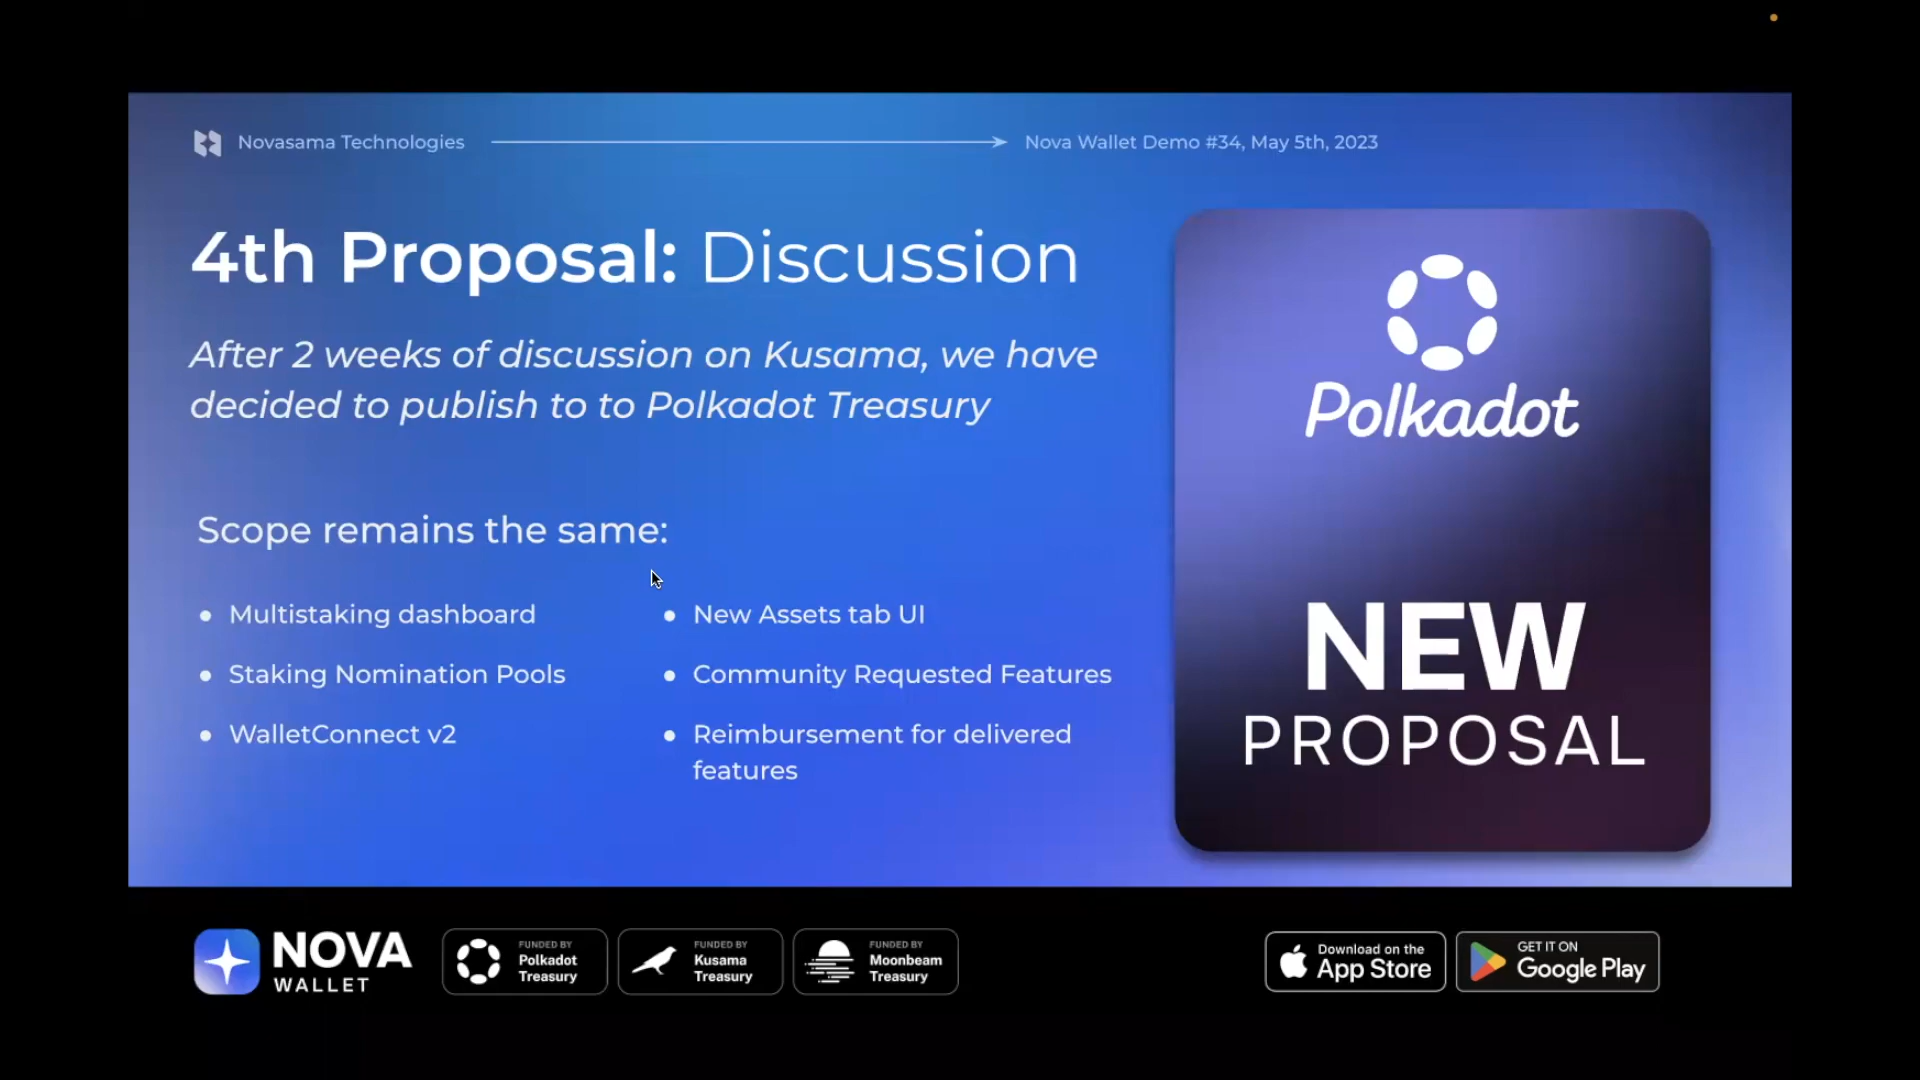 Novasama Technologies
Nova Wallet Demo #34, May 5th, 2023
4th Proposal: Discussion
After 2 weeks of discussion on Kusama, we have
decided to publish to to Polkadot Treasury
Scope remains the same:
• Multistaking dashboard
• Staking Nomination Pools
• WalletConnect v2
• New Assets tab UI
• Community Requested Features
• Reimbursement for delivered
features
Polkadot
NEW
PROPOSAL
NOVA
WALLET
FUNDED BY
Polkadot
Treasury
FUNDED BY
Kusama
Treasury
FUNDED BY
Moonbeam
Treasury
Download on the
App Store
GET IT ON
Google Play